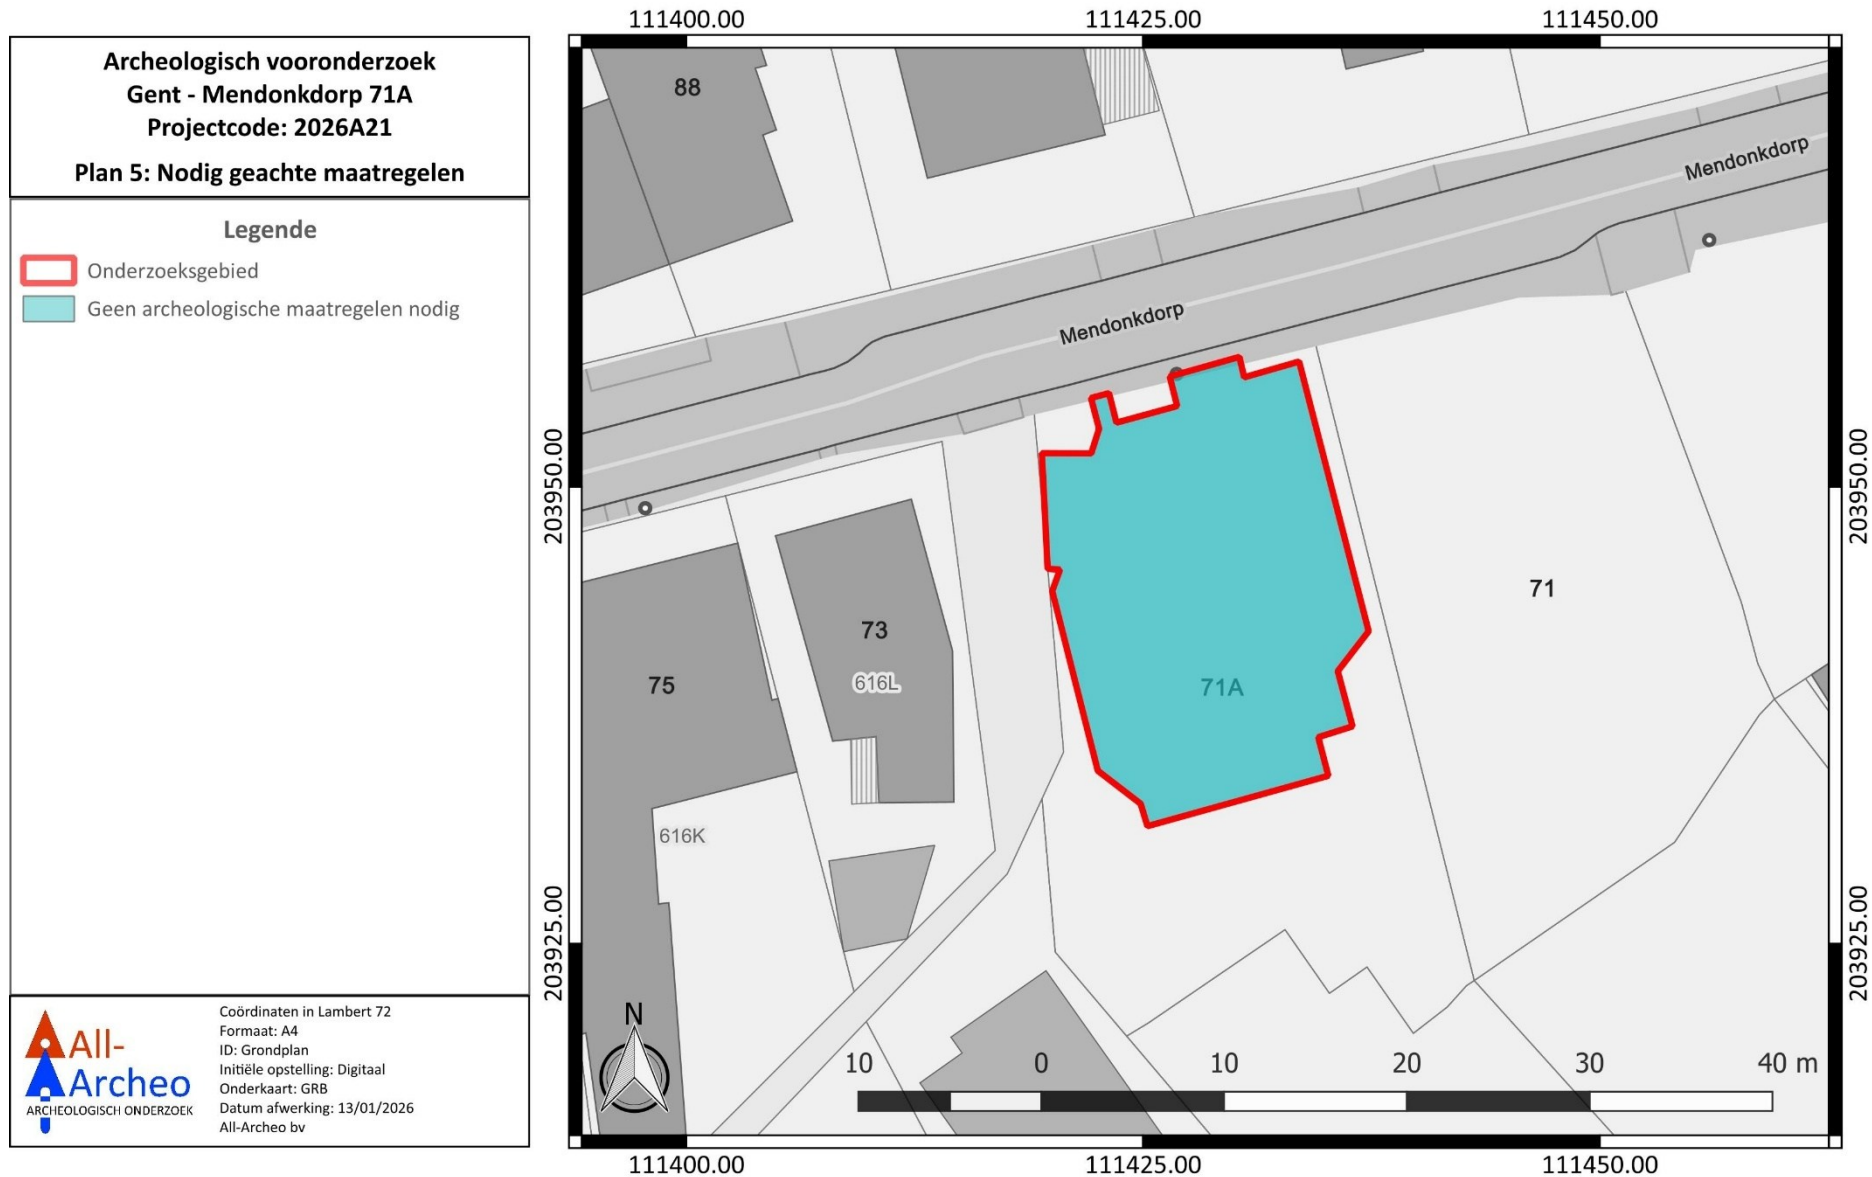 Archeologisch vooronderzoek
Gent - Mendonkdorp 71A
Projectcode: 2026A21
Plan 5: Nodig geachte maatregelen
Legende
Onderzoeksgebied
Geen archeologische maatregelen nodig
All-
Archeo
ARCHEOLOGISCH ONDERZOEK
Coördinaten in Lambert 72
Formaat: A4
ID: Grondplan
Initiële opstelling: Digitaal
Onderkaart: GRB
Datum afwerking: 13/01/2026
All-Archeo bv
111400.00 111425.00 111450.00
88
Mendonkdorp
Mendonkdorp
203950.00 203950.00
71
73
75
616L
71A
616K
203925.00 203925.00
N
10 0 10 20 30 40 m
111400.00 111425.00 111450.00